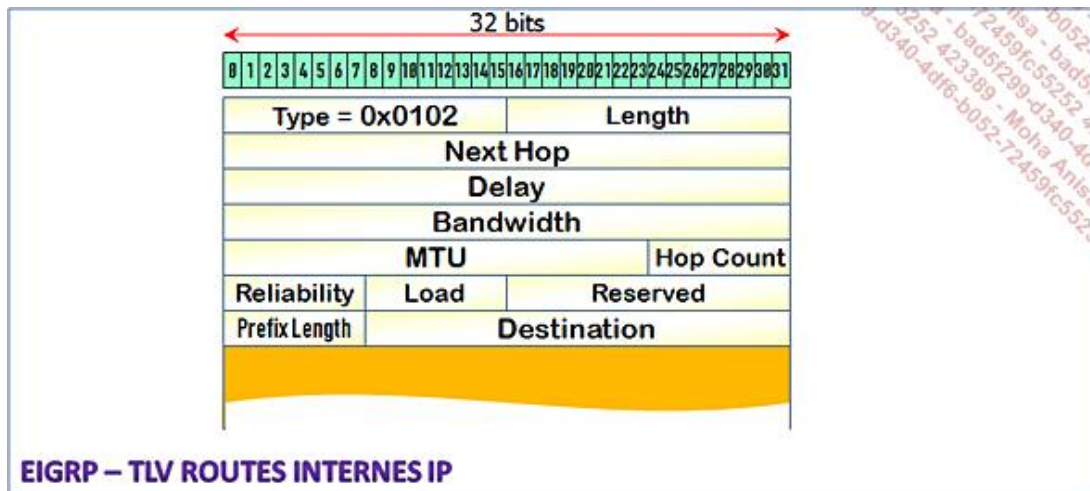 32 bits
0 1 2 3 4 5 6 7 8 9 10 11 12 13 14 15 16 17 18 19 20 21 22 23 24 25 26 27 28 29 30 31
Type = 0x0102 Length
Next Hop
Delay
Bandwidth
MTU Hop Count
Reliability Load Reserved
Prefix Length Destination
EIGRP – TLV ROUTES INTERNES IP